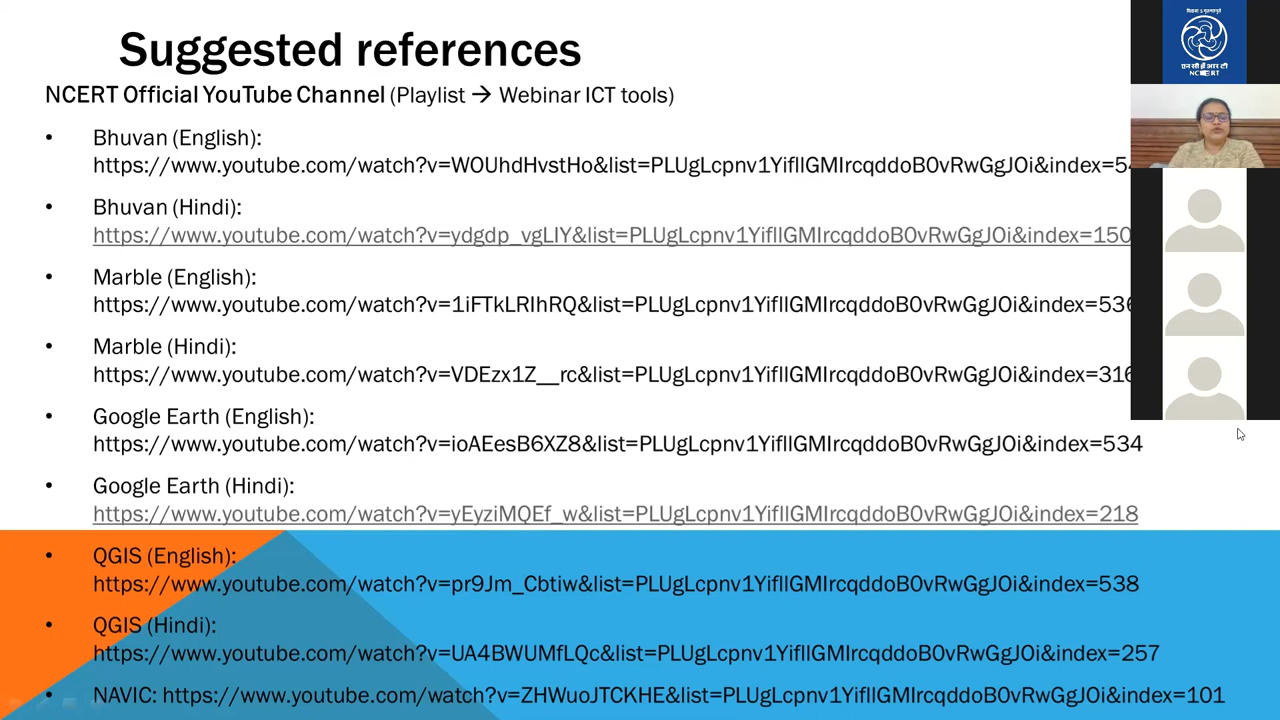 Suggested references
NCERT Official YouTube Channel (Playlist → Webinar ICT tools)
• Bhuvan (English):
https://www.youtube.com/watch?v=WOUhdHvstHo&list=PLUgLcpnv1YifllGMIrcqddoB0vRwGgJOi&index=54
• Bhuvan (Hindi):
https://www.youtube.com/watch?v=ydgdp_vgLIY&list=PLUgLcpnv1YifllGMIrcqddoB0vRwGgJOi&index=150
• Marble (English):
https://www.youtube.com/watch?v=1iFTkLRIhRQ&list=PLUgLcpnv1YifllGMIrcqddoB0vRwGgJOi&index=536
• Marble (Hindi):
https://www.youtube.com/watch?v=VDEzx1Z__rc&list=PLUgLcpnv1YifllGMIrcqddoB0vRwGgJOi&index=316
• Google Earth (English):
https://www.youtube.com/watch?v=ioAEesB6XZ8&list=PLUgLcpnv1YifllGMIrcqddoB0vRwGgJOi&index=534
• Google Earth (Hindi):
https://www.youtube.com/watch?v=yEyziMQEf_w&list=PLUgLcpnv1YifllGMIrcqddoB0vRwGgJOi&index=218
• QGIS (English):
https://www.youtube.com/watch?v=pr9Jm_Cbtiw&list=PLUgLcpnv1YifllGMIrcqddoB0vRwGgJOi&index=538
• QGIS (Hindi):
https://www.youtube.com/watch?v=UA4BWUMfLQc&list=PLUgLcpnv1YifllGMIrcqddoB0vRwGgJOi&index=257
• NAVIC: https://www.youtube.com/watch?v=ZHWuoJTCKHE&list=PLUgLcpnv1YifllGMIrcqddoB0vRwGgJOi&index=101
एन सी ई आर टी
NCERT